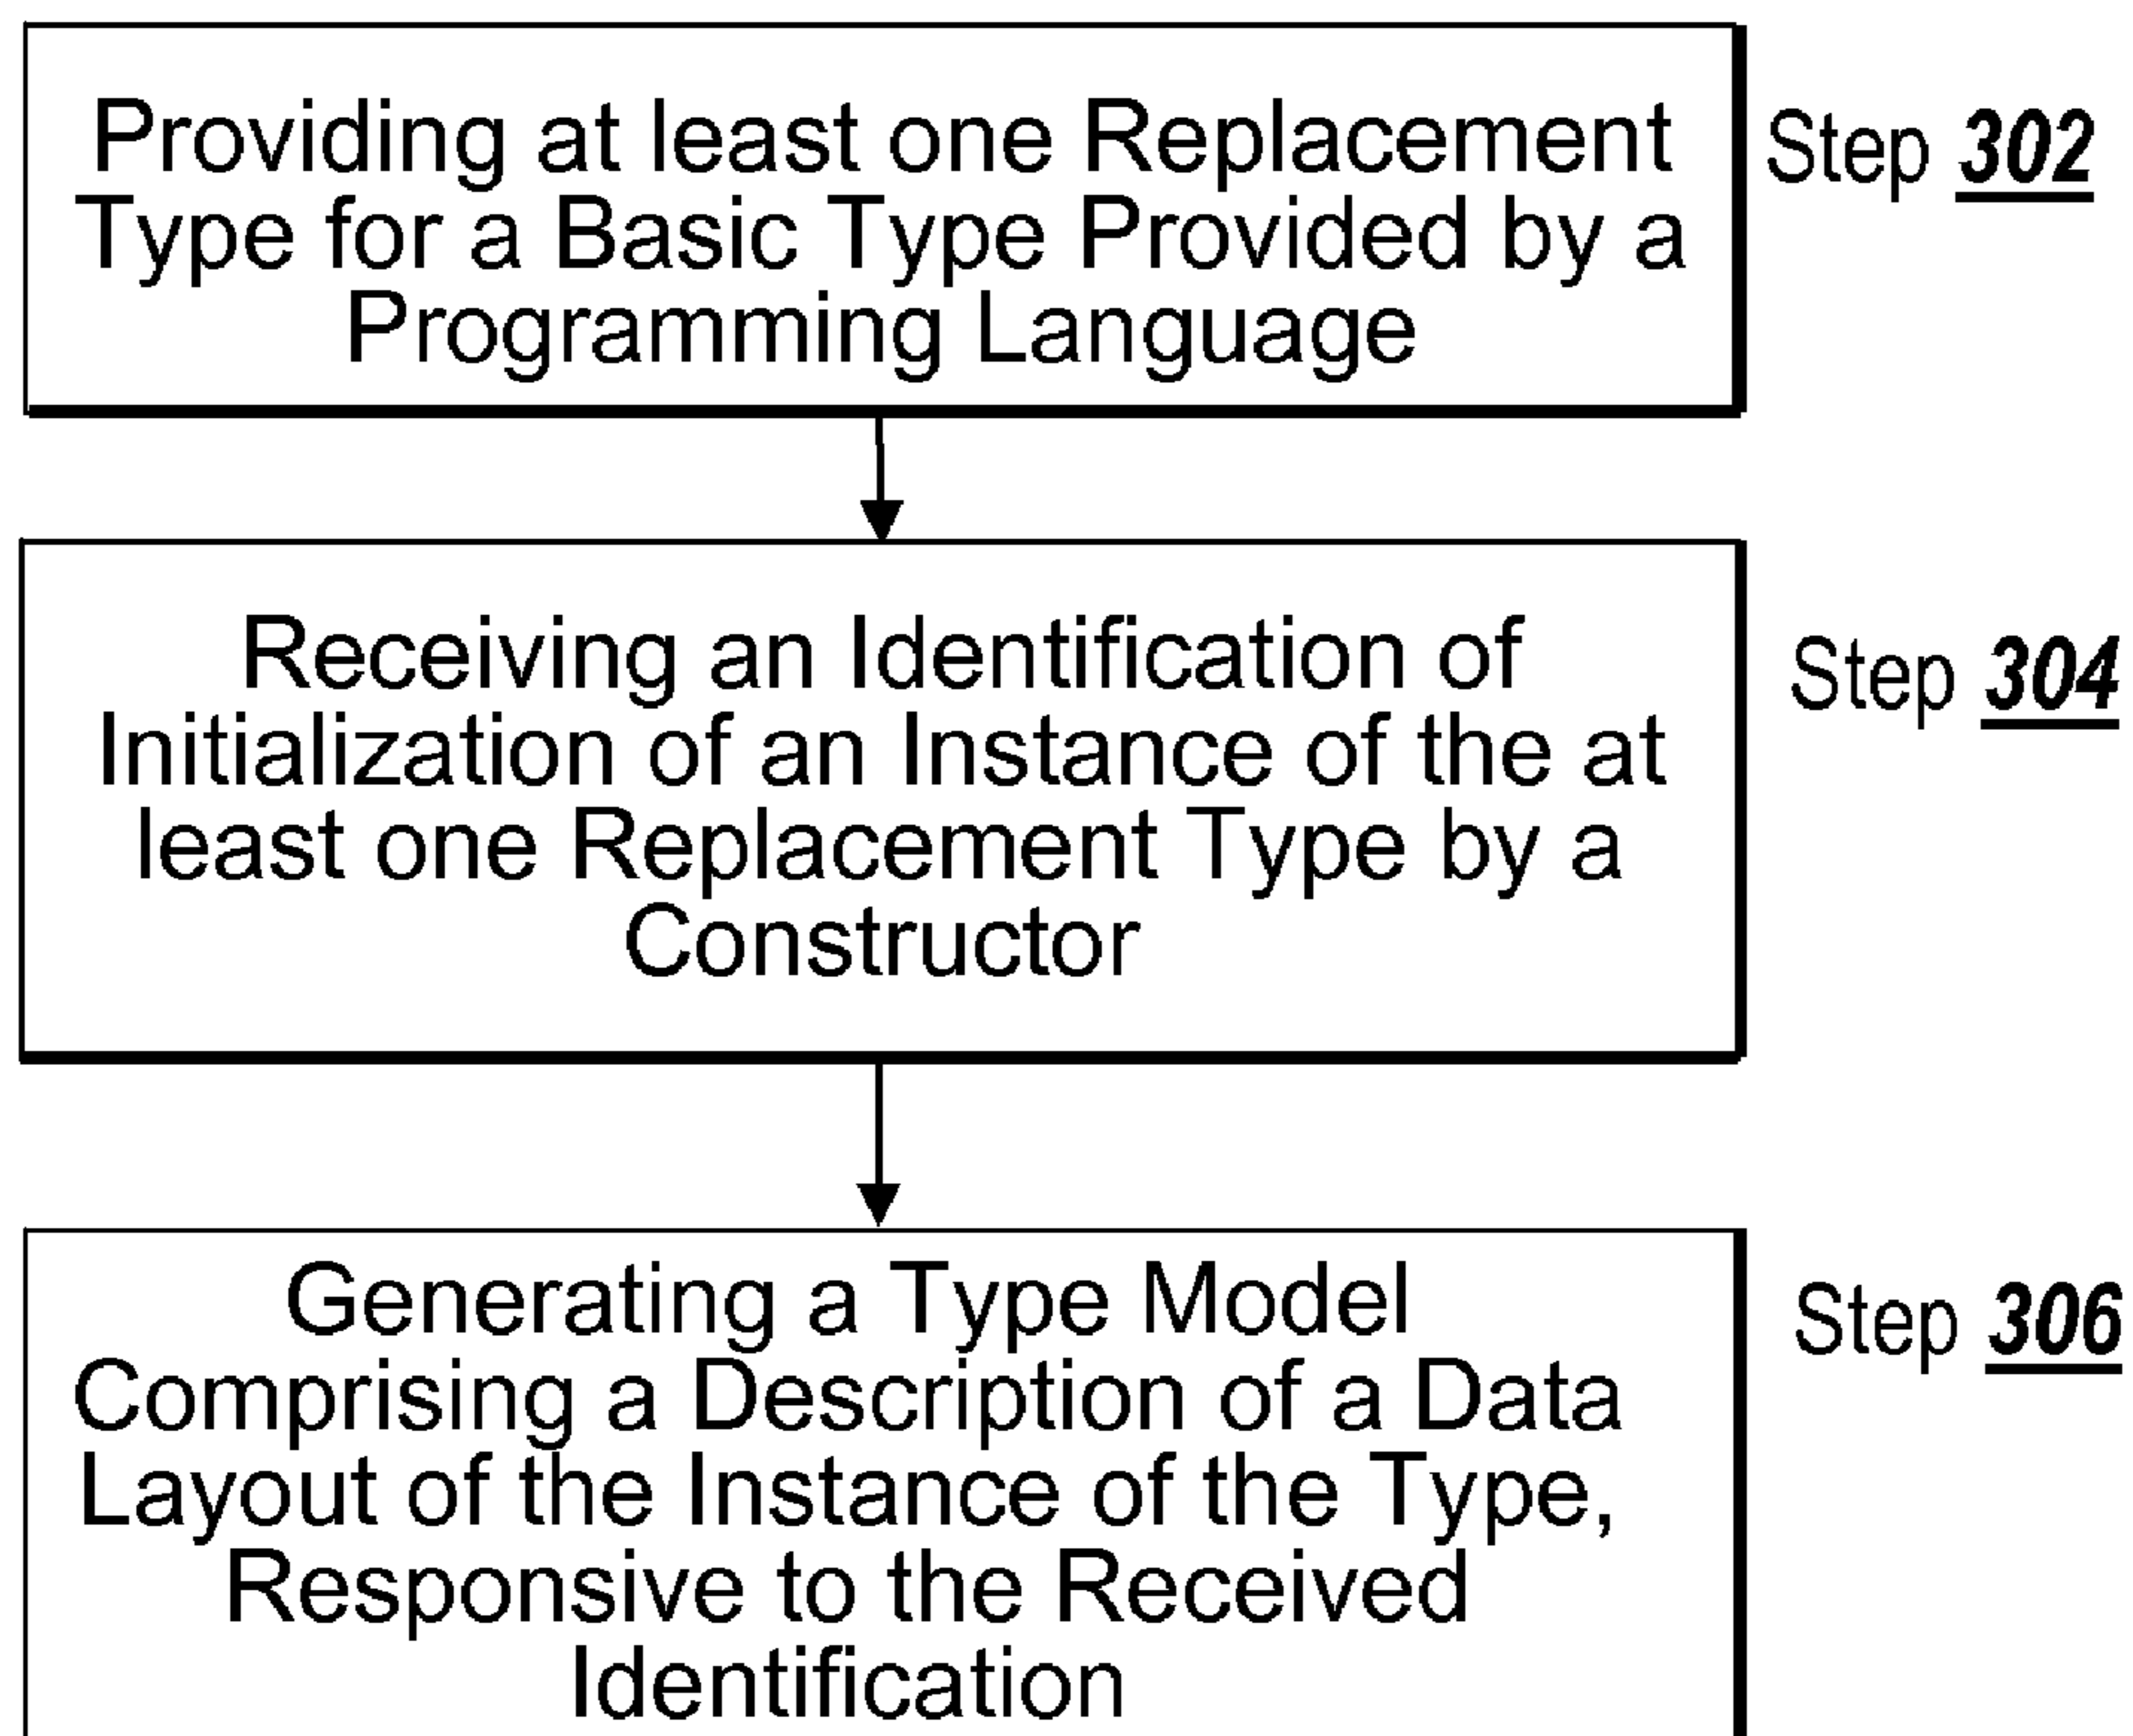 Providing at least one Replacement
Type for a Basic Type Provided by a
Programming Language
Step 302
Receiving an Identification of
Initialization of an Instance of the at
least one Replacement Type by a
Constructor
Step 304
Generating a Type Model
Comprising a Description of a Data
Layout of the Instance of the Type,
Responsive to the Received
Identification
Step 306